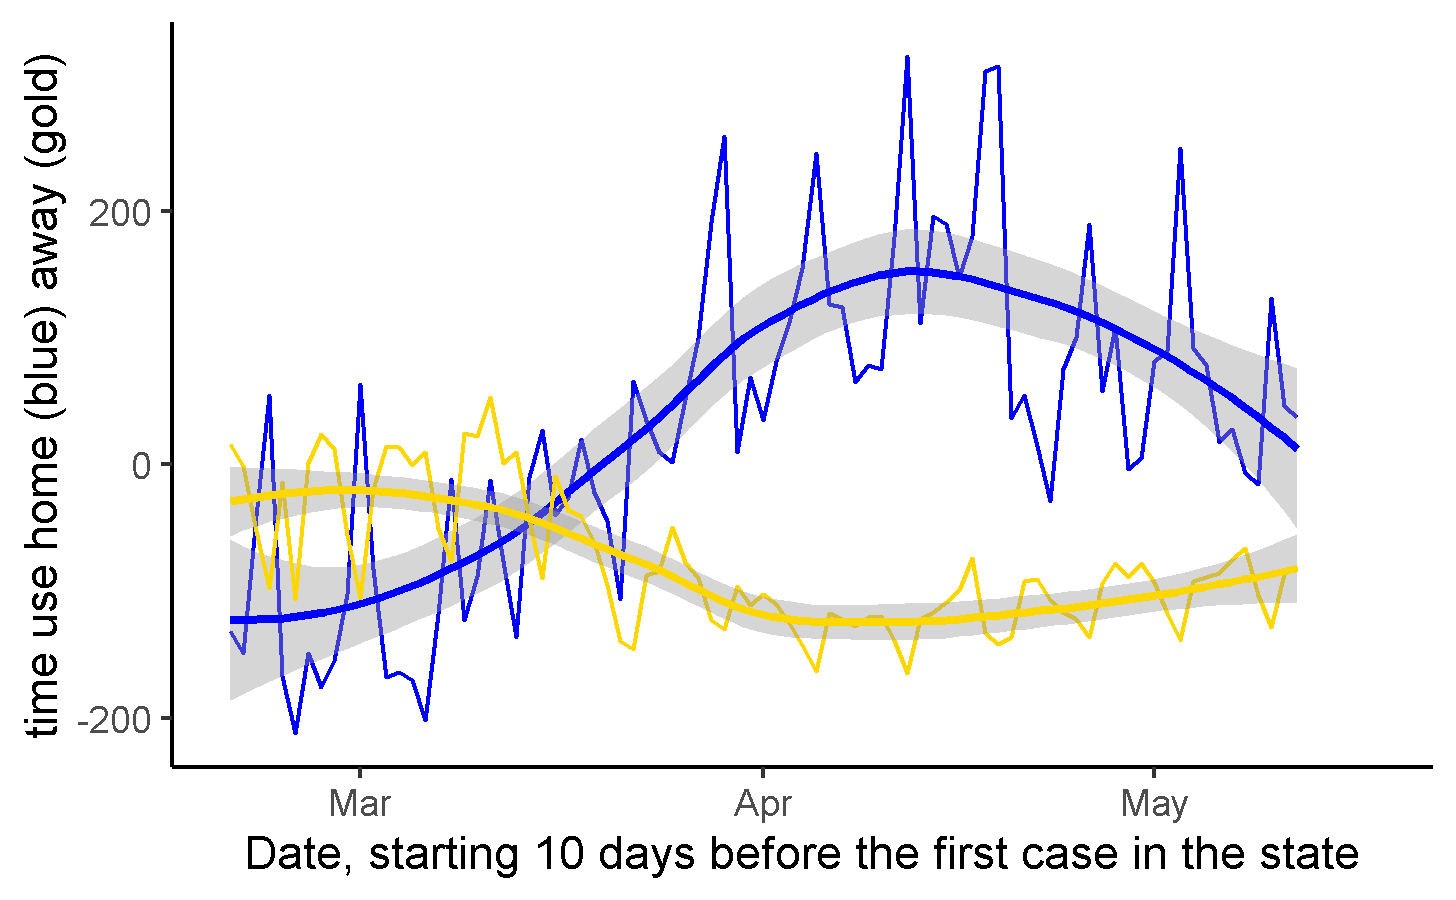 time use home (blue) away (gold)
200
0
-200
Mar
Apr
May
Date, starting 10 days before the first case in the state